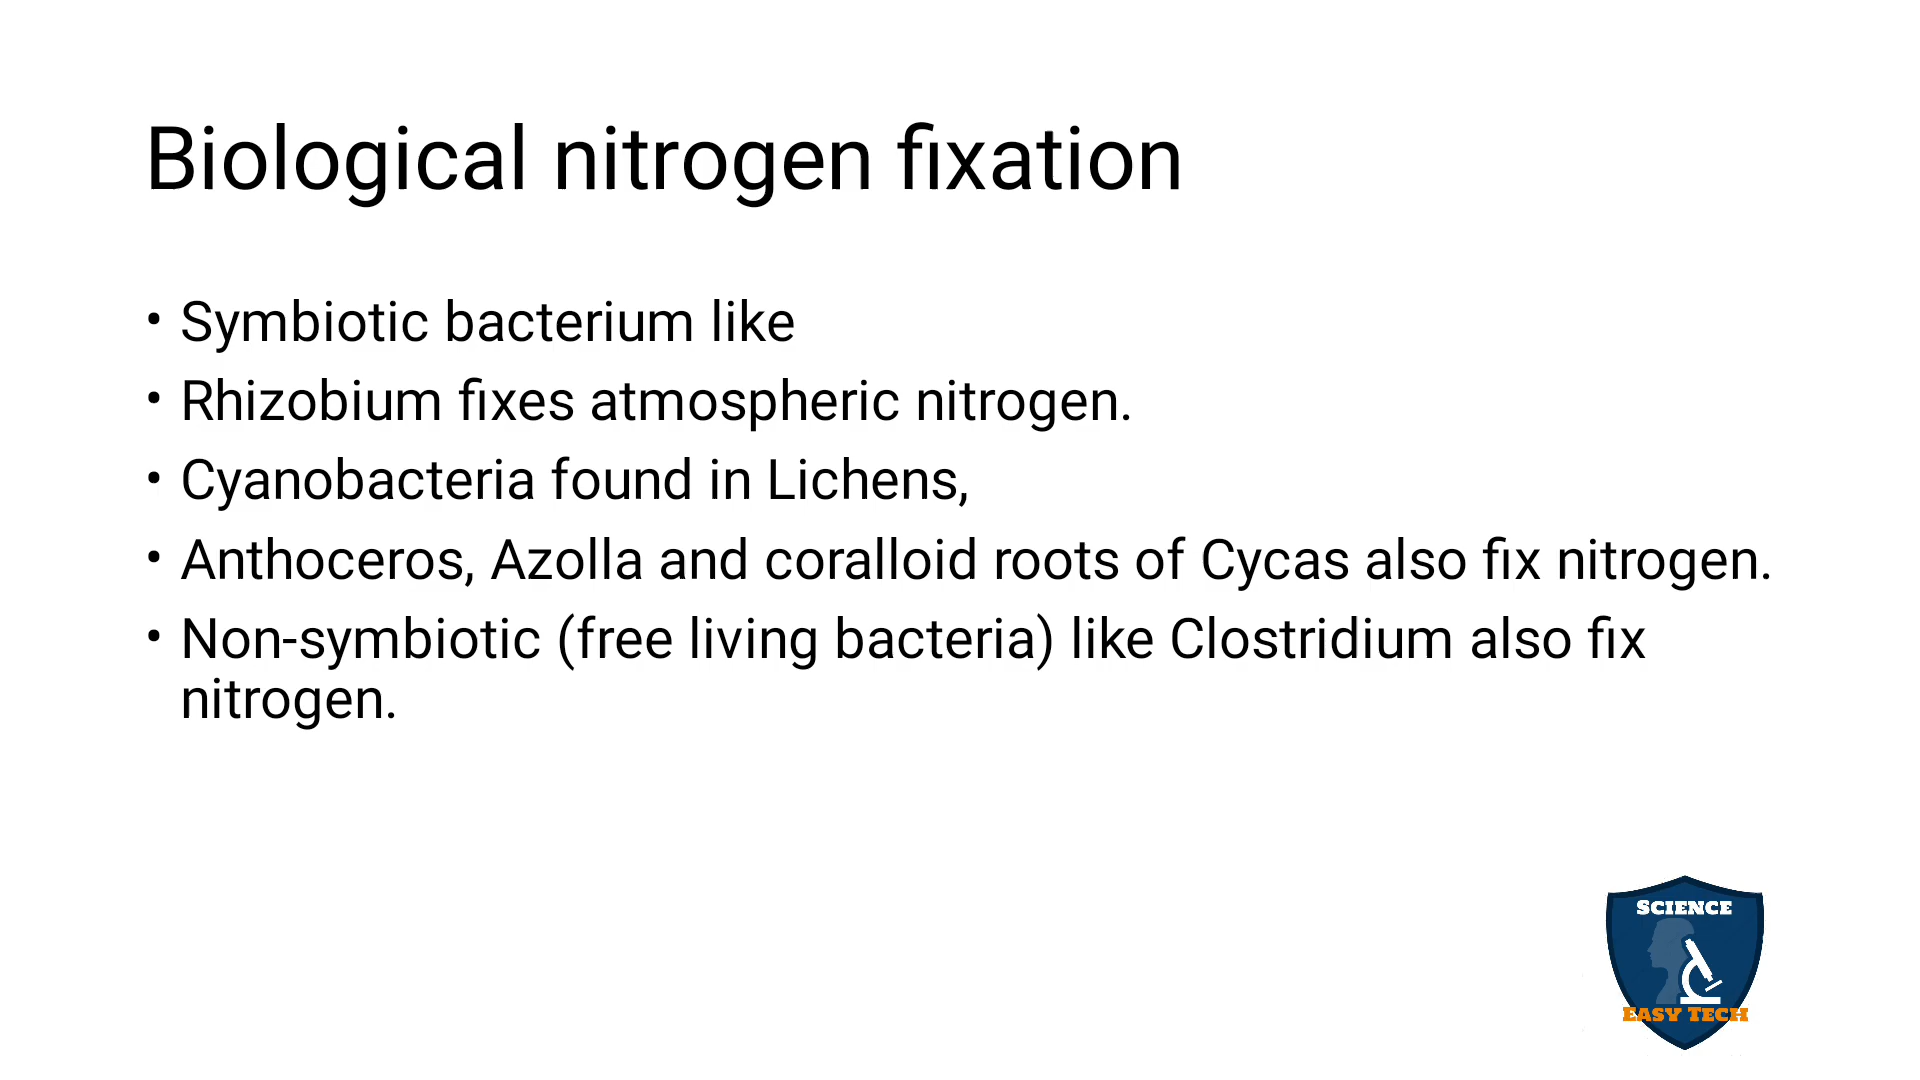 Biological nitrogen fixation
• Symbiotic bacterium like
• Rhizobium fixes atmospheric nitrogen.
• Cyanobacteria found in Lichens,
• Anthoceros, Azolla and coralloid roots of Cycas also fix nitrogen.
• Non-symbiotic (free living bacteria) like Clostridium also fix
nitrogen.
SCIENCE
EASY TECH